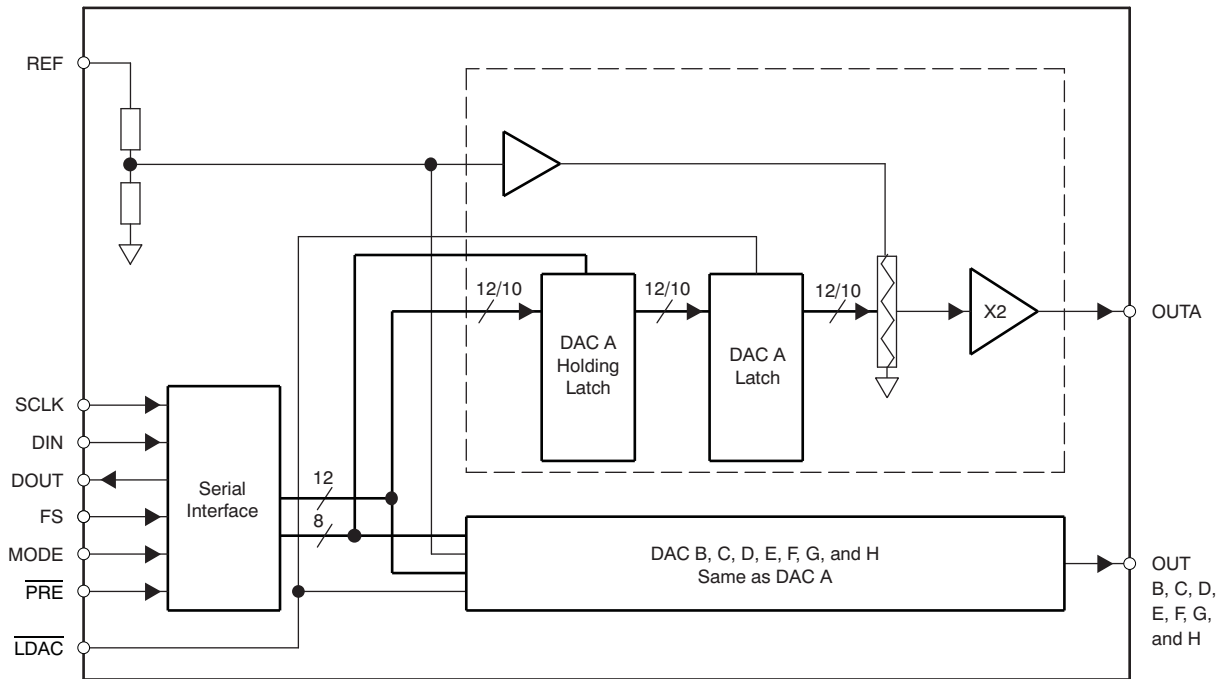 REF
X2
OUTA
12/10
12/10
12/10
DAC A
Holding
Latch
DAC A
Latch
SCLK
DIN
DOUT
FS
MODE
PRE
LDAC
Serial
Interface
12
8
DAC B, C, D, E, F, G, and H
Same as DAC A
OUT
B, C, D,
E, F, G,
and H